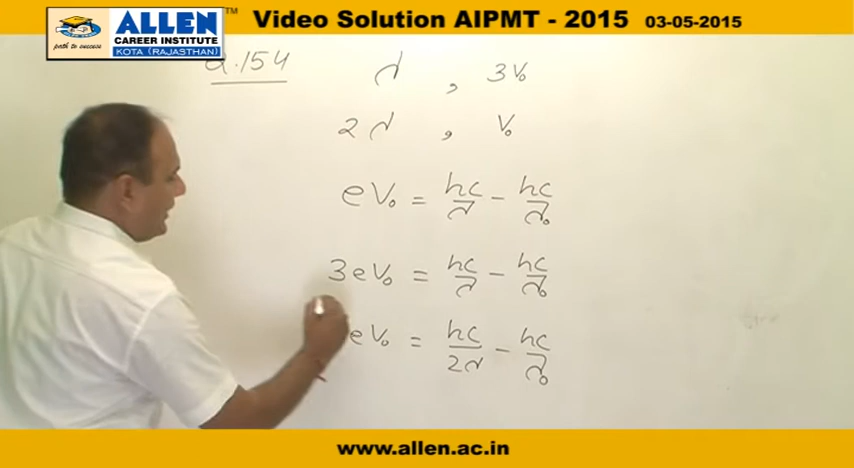 Video Solution AIPMT - 2015 03-05-2015
TM
ALLEN
CAREER INSTITUTE
KOTA (RAJASTHAN)
path to success
Q.154
λ , 3V₀
2λ , V₀
eV₀ = hc/λ - hc/λ₀
3eV₀ = hc/λ - hc/λ₀
eV₀ = hc/2λ - hc/λ₀
www.allen.ac.in